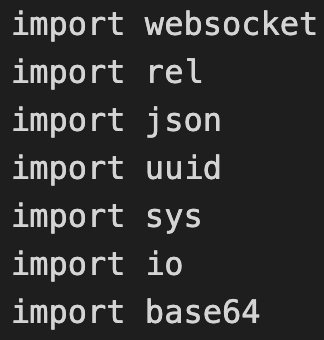 import websocket
import rel
import json
import uuid
import sys
import io
import base64